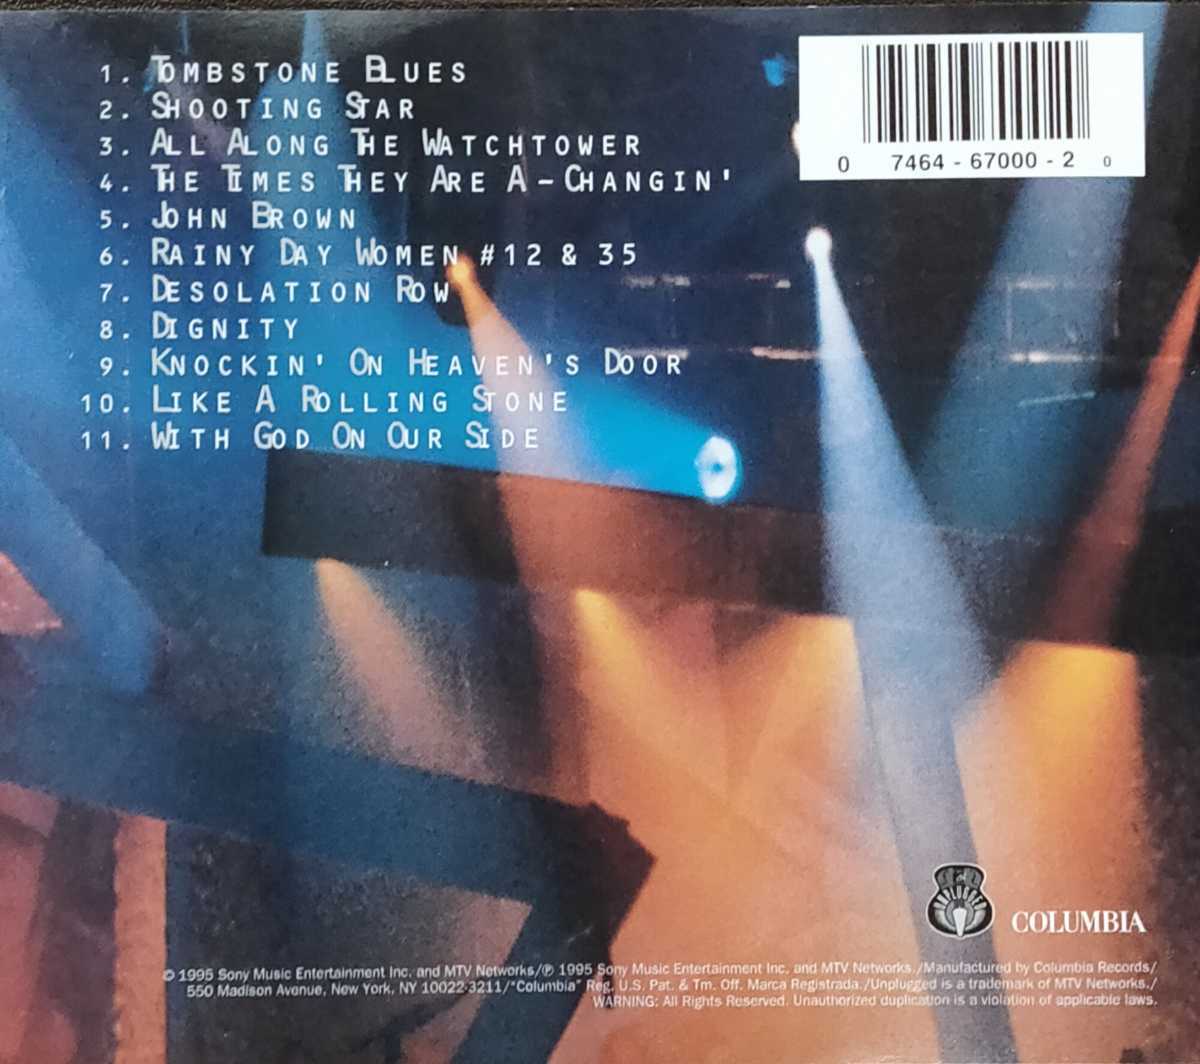 1. Tombstone Blues
2. Shooting Star
3. All Along The Watchtower
4. The Times They Are A-Changin'
5. John Brown
6. Rainy Day Women #12 & 35
7. Desolation Row
8. Dignity
9. Knockin' On Heaven's Door
10. Like A Rolling Stone
11. With God On Our Side
0 7464-67000-2 0
UNPLUGGED
COLUMBIA
© 1995 Sony Music Entertainment Inc. and MTV Networks/℗ 1995 Sony Music Entertainment Inc. and MTV Networks./Manufactured by Columbia Records/
550 Madison Avenue, New York, NY 10022-3211/"Columbia" Reg. U.S. Pat. & Tm. Off. Marca Registrada./Unplugged is a trademark of MTV Networks./
WARNING: All Rights Reserved. Unauthorized duplication is a violation of applicable laws.